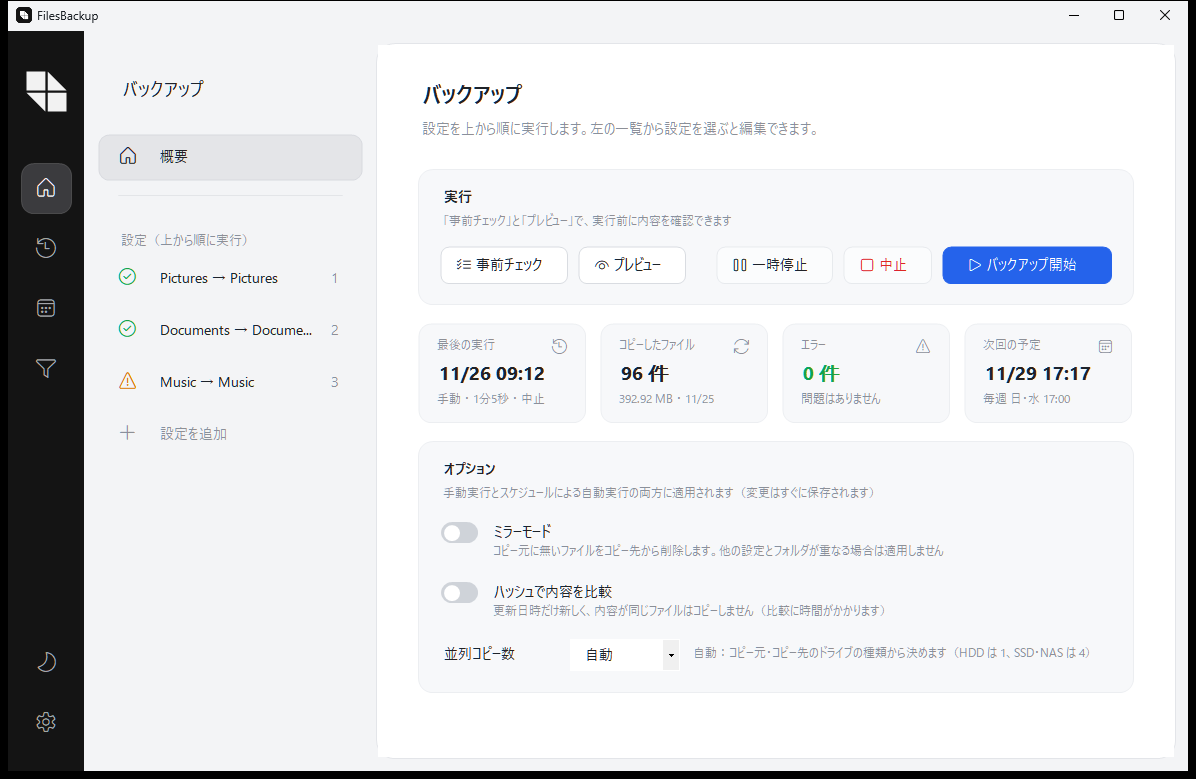 FilesBackup
バックアップ
概要
設定（上から順に実行）
Pictures → Pictures 1
Documents → Docume... 2
Music → Music 3
設定を追加
バックアップ
設定を上から順に実行します。左の一覧から設定を選ぶと編集できます。
実行
「事前チェック」と「プレビュー」で、実行前に内容を確認できます
事前チェック プレビュー 一時停止 中止 バックアップ開始
最後の実行
11/26 09:12
手動・1分5秒・中止
コピーしたファイル
96 件
392.92 MB・11/25
エラー
0 件
問題はありません
次回の予定
11/29 17:17
毎週 日・水 17:00
オプション
手動実行とスケジュールによる自動実行の両方に適用されます（変更はすぐに保存されます）
ミラーモード
コピー元に無いファイルをコピー先から削除します。他の設定とフォルダが重なる場合は適用しません
ハッシュで内容を比較
更新日時だけ新しく、内容が同じファイルはコピーしません（比較に時間がかかります）
並列コピー数 自動 自動：コピー元・コピー先のドライブの種類から決めます（HDD は 1、SSD・NAS は 4）